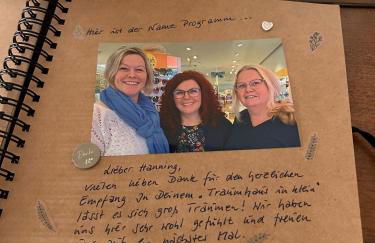 Hier ist der Name Programm...
Danke
Lieber Hanning,
vielen lieben Dank für den herzlichen
Empfang in Deinem „Traumhaus in klein“
lässt es sich groß Träumen! Wir haben
uns hier sehr wohl gefühlt und freuen
nächstes Mal.